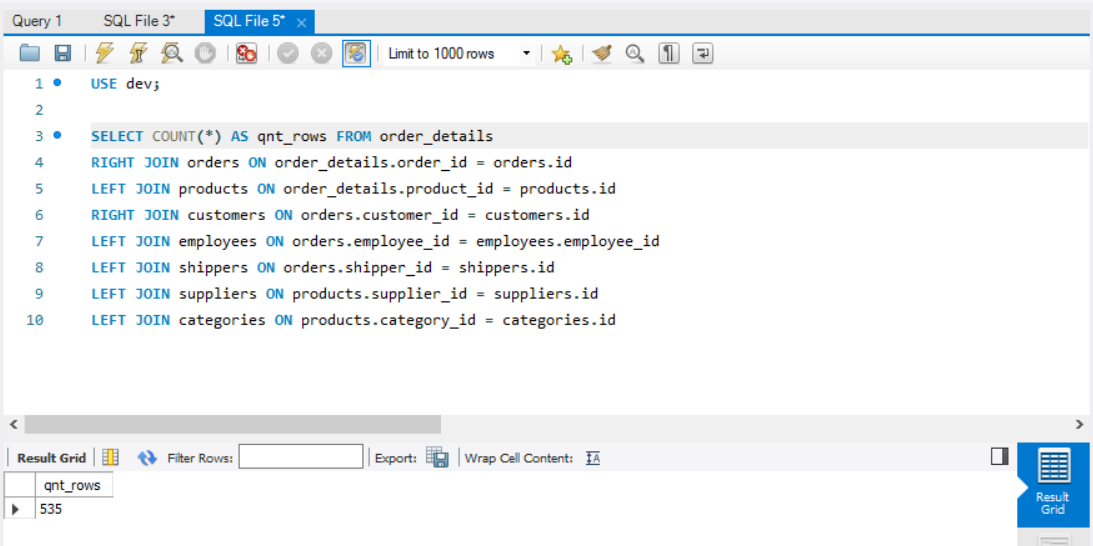 Query 1 SQL File 3* SQL File 5*
Limit to 1000 rows
1 USE dev;
2
3 SELECT COUNT(*) AS qnt_rows FROM order_details
4 RIGHT JOIN orders ON order_details.order_id = orders.id
5 LEFT JOIN products ON order_details.product_id = products.id
6 RIGHT JOIN customers ON orders.customer_id = customers.id
7 LEFT JOIN employees ON orders.employee_id = employees.employee_id
8 LEFT JOIN shippers ON orders.shipper_id = shippers.id
9 LEFT JOIN suppliers ON products.supplier_id = suppliers.id
10 LEFT JOIN categories ON products.category_id = categories.id
Result Grid Filter Rows: Export: Wrap Cell Content:
qnt_rows
535
Result
Grid